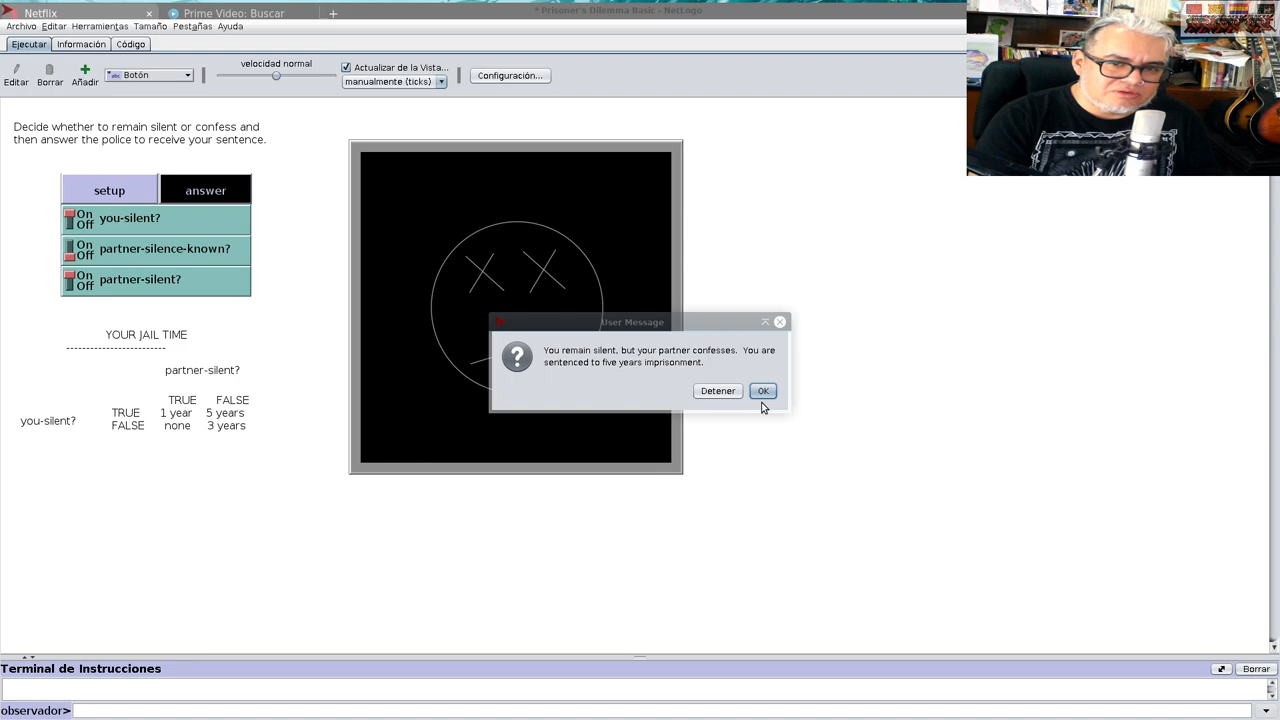 Netflix
Prime Video: Buscar
* Prisoner's Dilemma Basic - NetLogo
Archivo Editar Herramientas Tamaño Pestañas Ayuda
Ejecutar Información Código
Editar Borrar Añadir
abc Botón
velocidad normal
Actualizar de la Vista...
manualmente (ticks)
Configuración...
Decide whether to remain silent or confess and
then answer the police to receive your sentence.
setup answer
On
Off
you-silent?
On
Off
partner-silence-known?
On
Off
partner-silent?
YOUR JAIL TIME
-----------------------
partner-silent?
TRUE FALSE
TRUE 1 year 5 years
you-silent?
FALSE none 3 years
User Message
You remain silent, but your partner confesses. You are
sentenced to five years imprisonment.
Detener OK
Terminal de Instrucciones
Borrar
observador>